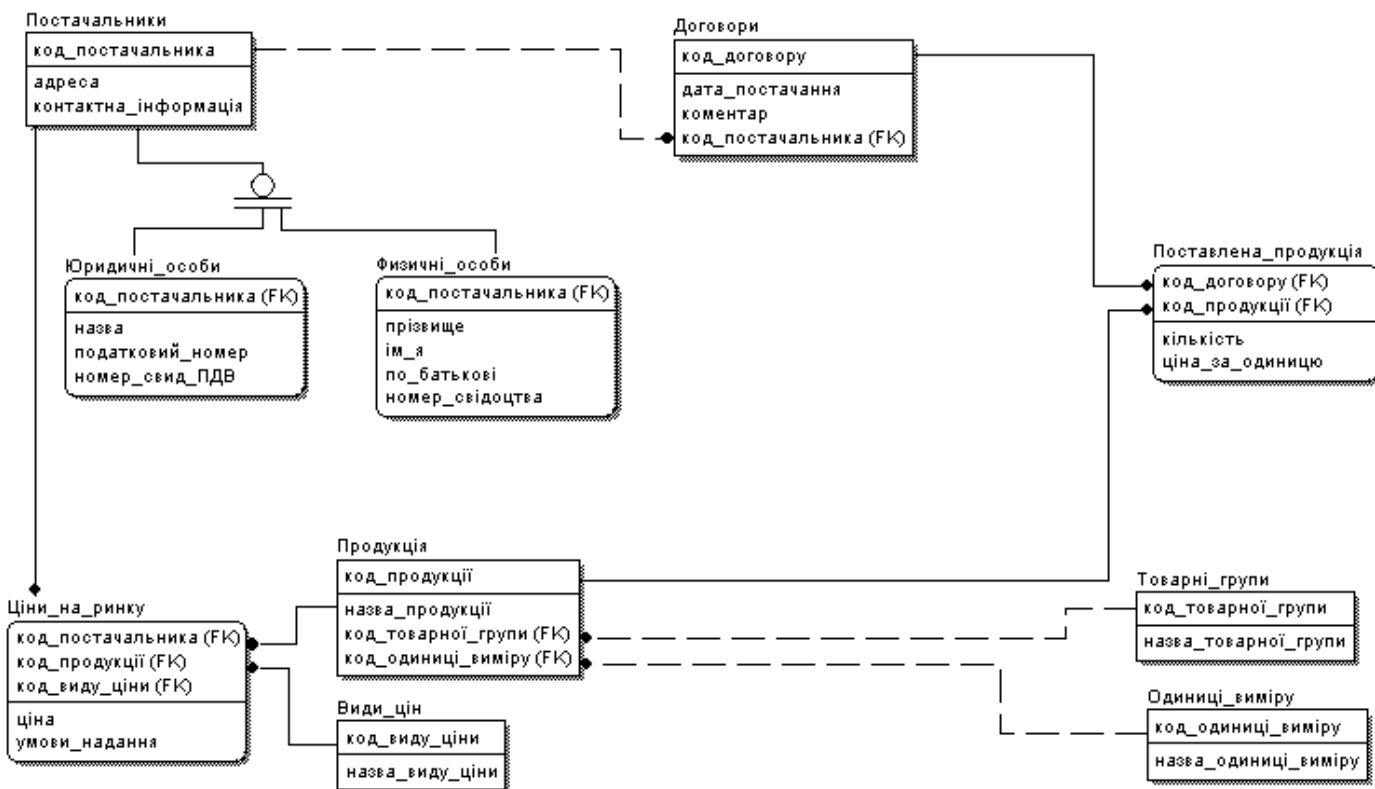 Постачальники
код_постачальника
адреса
контактна_інформація
Договори
код_договору
дата_постачання
коментар
код_постачальника (FK)
Юридичні_особи
код_постачальника (FK)
назва
податковий_номер
номер_свид_ПДВ
Физичні_особи
код_постачальника (FK)
прізвище
ім_я
по_батькові
номер_свідоцтва
Поставлена_продукція
код_договору (FK)
код_продукції (FK)
кількість
ціна_за_одиницю
Ціни_на_ринку
код_постачальника (FK)
код_продукції (FK)
код_виду_ціни (FK)
ціна
умови_надання
Продукція
код_продукції
назва_продукції
код_товарної_групи (FK)
код_одиниці_виміру (FK)
Види_цін
код_виду_ціни
назва_виду_ціни
Товарні_групи
код_товарної_групи
назва_товарної_групи
Одиниці_виміру
код_одиниці_виміру
назва_одиниці_виміру